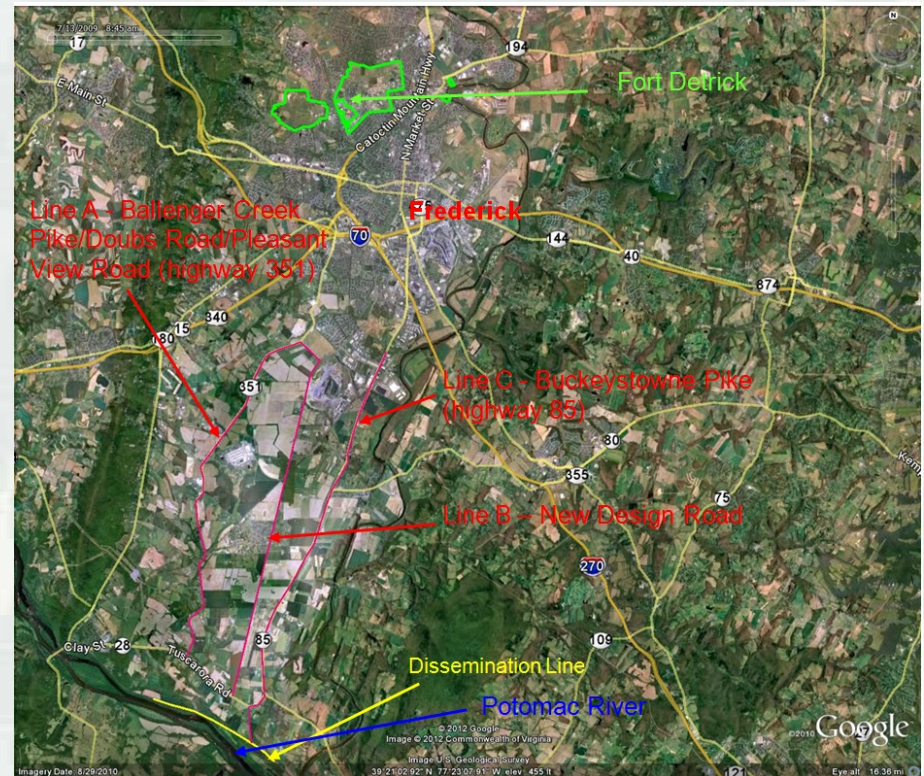 7/13/2009 8:45 am
N
17
194
E Main St
Catoctin Mountain Hwy
N Market St
Fort Detrick
Line A - Ballenger Creek
Pike/Doubs Road/Pleasant
View Road (highway 351)
Frederick
70
144
40
874
340
15
180
351
Line C - Buckeystowne Pike
(highway 85)
80
355
75
Line B – New Design Road
270
85
109
Clay St
28
Tuscarora Rd
Dissemination Line
Potomac River
© 2012 Google
Image © 2012 Commonwealth of Virginia
Image U.S. Geological Survey
©2010 Google
Imagery Date: 8/29/2010
39°21'02.92" N 77°23'07.91" W elev 455 ft
Eye alt 16.36 mi
121